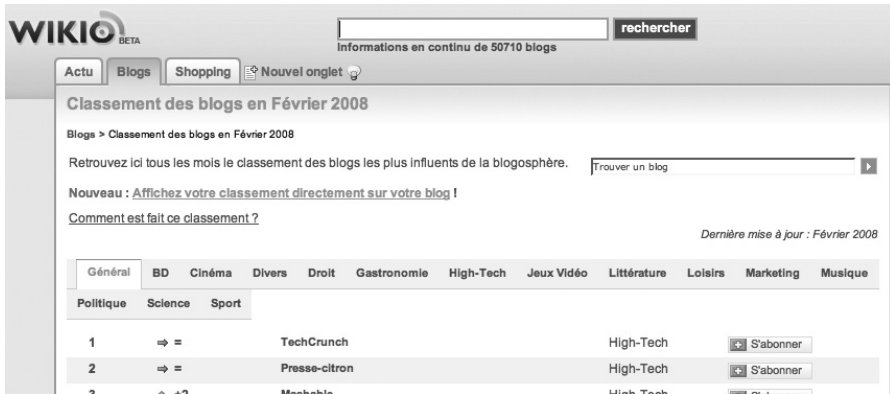 WIKIO BETA
rechercher
Informations en continu de 50710 blogs
Actu Blogs Shopping Nouvel onglet
Classement des blogs en Février 2008
Blogs > Classement des blogs en Février 2008
Retrouvez ici tous les mois le classement des blogs les plus influents de la blogosphère. Trouver un blog
Nouveau : Affichez votre classement directement sur votre blog !
Comment est fait ce classement ?
Dernière mise à jour : Février 2008
Général BD Cinéma Divers Droit Gastronomie High-Tech Jeux Vidéo Littérature Loisirs Marketing Musique
Politique Science Sport
1 ⇒ = TechCrunch High-Tech S'abonner
2 ⇒ = Presse-citron High-Tech S'abonner